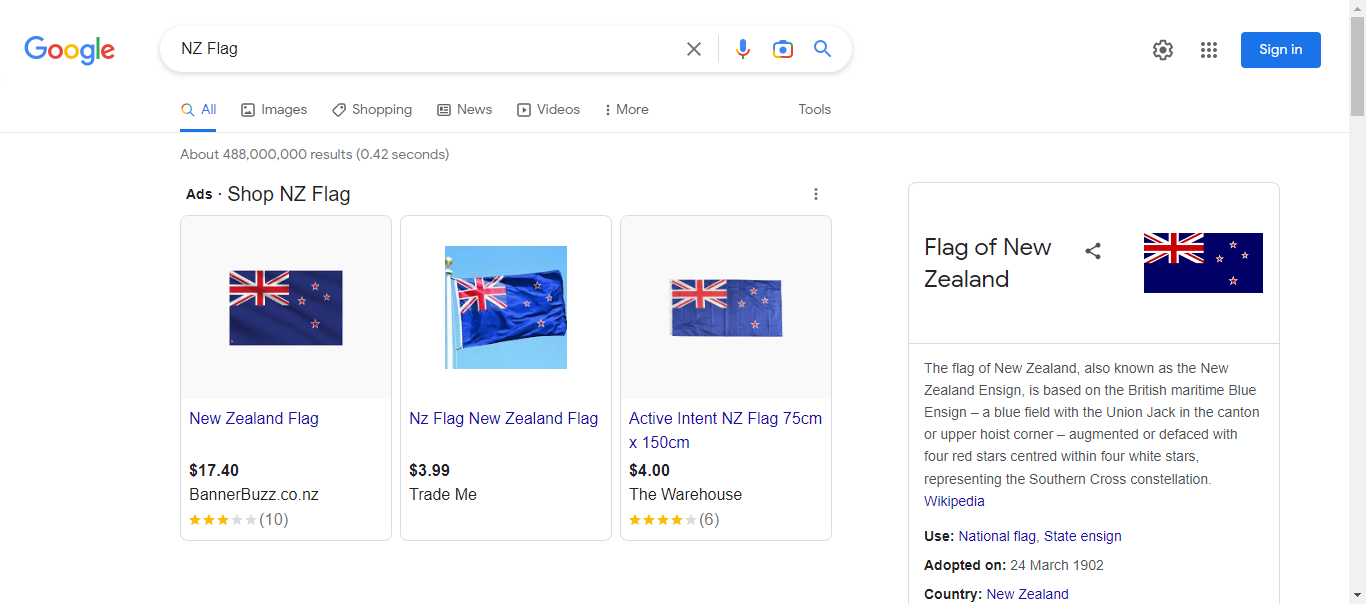 Google
NZ Flag
Sign in
All
Images
Shopping
News
Videos
More
Tools
About 488,000,000 results (0.42 seconds)
Ads · Shop NZ Flag
New Zealand Flag
$17.40
BannerBuzz.co.nz
(10)
Nz Flag New Zealand Flag
$3.99
Trade Me
Active Intent NZ Flag 75cm
x 150cm
$4.00
The Warehouse
(6)
Flag of New
Zealand
The flag of New Zealand, also known as the New
Zealand Ensign, is based on the British maritime Blue
Ensign – a blue field with the Union Jack in the canton
or upper hoist corner – augmented or defaced with
four red stars centred within four white stars,
representing the Southern Cross constellation.
Wikipedia
Use: National flag, State ensign
Adopted on: 24 March 1902
Country: New Zealand